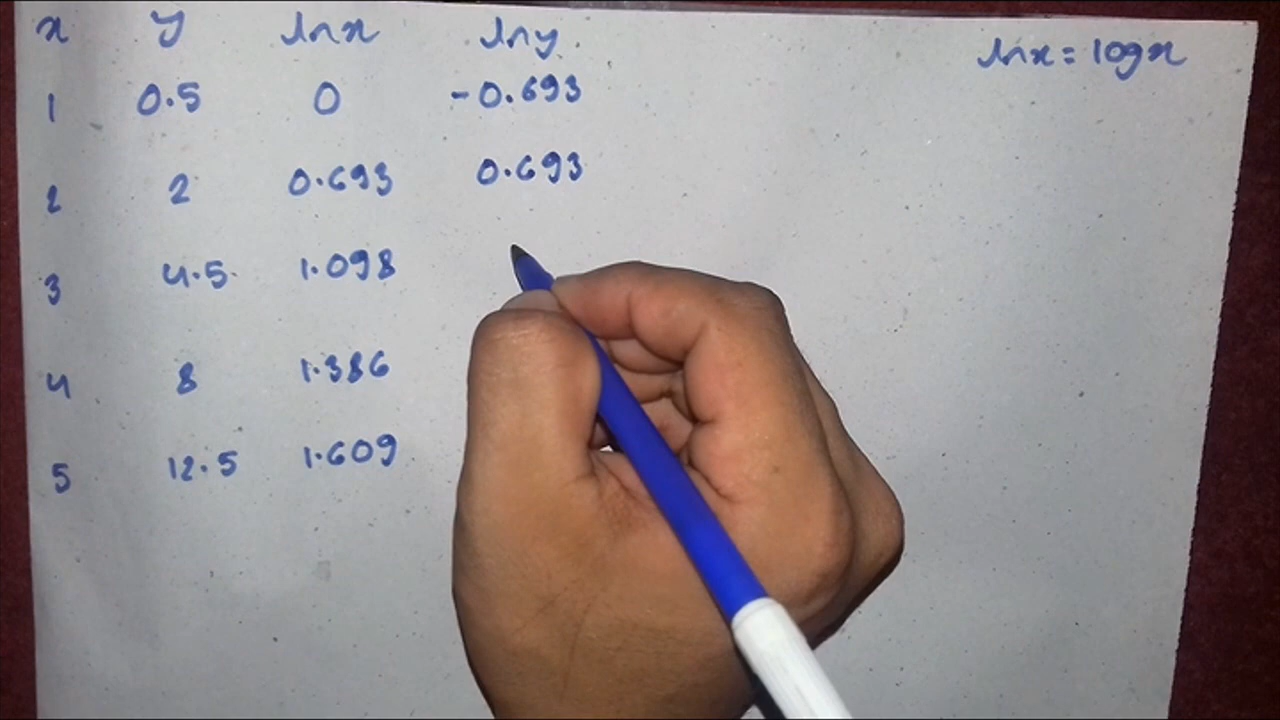 x y lnx lny
lnx = logx
1 0.5 0 -0.693
2 2 0.693 0.693
3 4.5 1.098
4 8 1.386
5 12.5 1.609